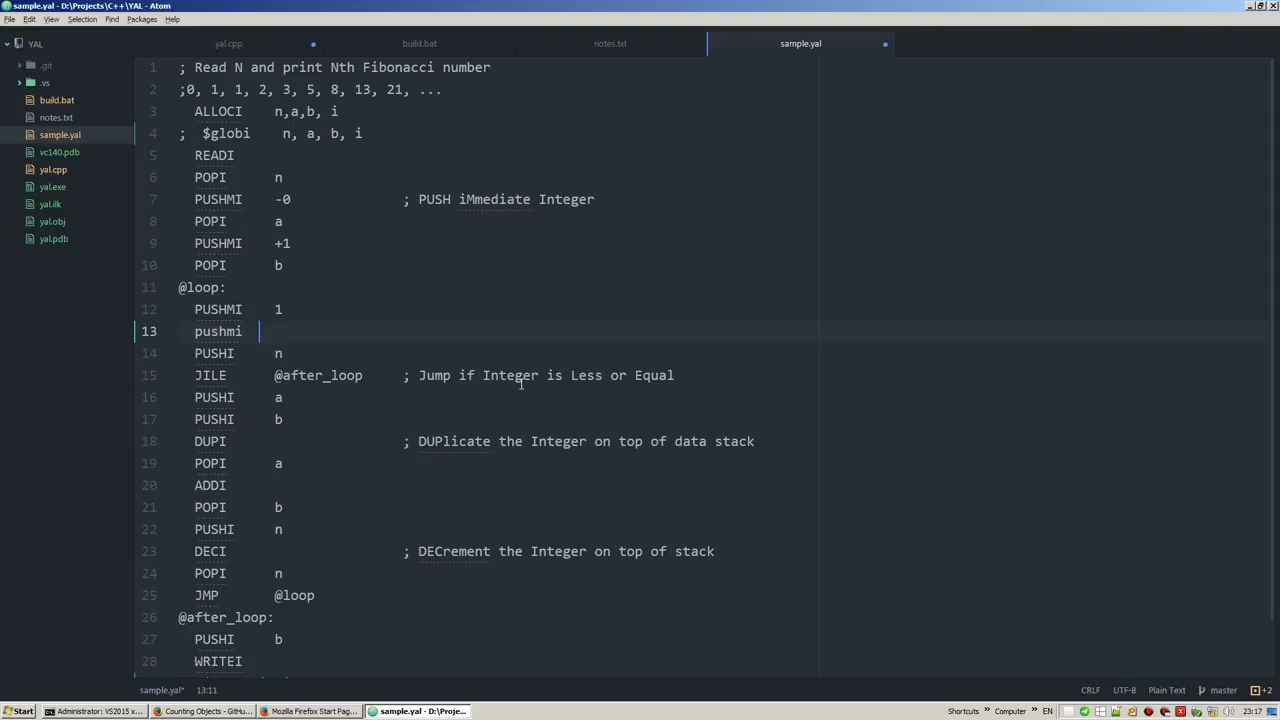 sample.yal - D:\Projects\C++\YAL - Atom
File Edit View Selection Find Packages Help
YAL
yal.cpp build.bat notes.txt sample.yal
.git
.vs
build.bat
notes.txt
sample.yal
vc140.pdb
yal.cpp
yal.exe
yal.ilk
yal.obj
yal.pdb
1 ; Read N and print Nth Fibonacci number
2 ;0, 1, 1, 2, 3, 5, 8, 13, 21, ...
3 ALLOCI n,a,b, i
4 ; $globi n, a, b, i
5 READI
6 POPI n
7 PUSHMI -0 ; PUSH iMmediate Integer
8 POPI a
9 PUSHMI +1
10 POPI b
11 @loop:
12 PUSHMI 1
13 pushmi
14 PUSHI n
15 JILE @after_loop ; Jump if Integer is Less or Equal
16 PUSHI a
17 PUSHI b
18 DUPI ; DUPlicate the Integer on top of data stack
19 POPI a
20 ADDI
21 POPI b
22 PUSHI n
23 DECI ; DECrement the Integer on top of stack
24 POPI n
25 JMP @loop
26 @after_loop:
27 PUSHI b
28 WRITEI
sample.yal* 13:11 CRLF UTF-8 Plain Text master +2
Start Administrator: VS2015 x... Counting Objects - GitHu... Mozilla Firefox Start Pag... sample.yal - D:\Proje... Shortcuts » Computer » EN 23:17